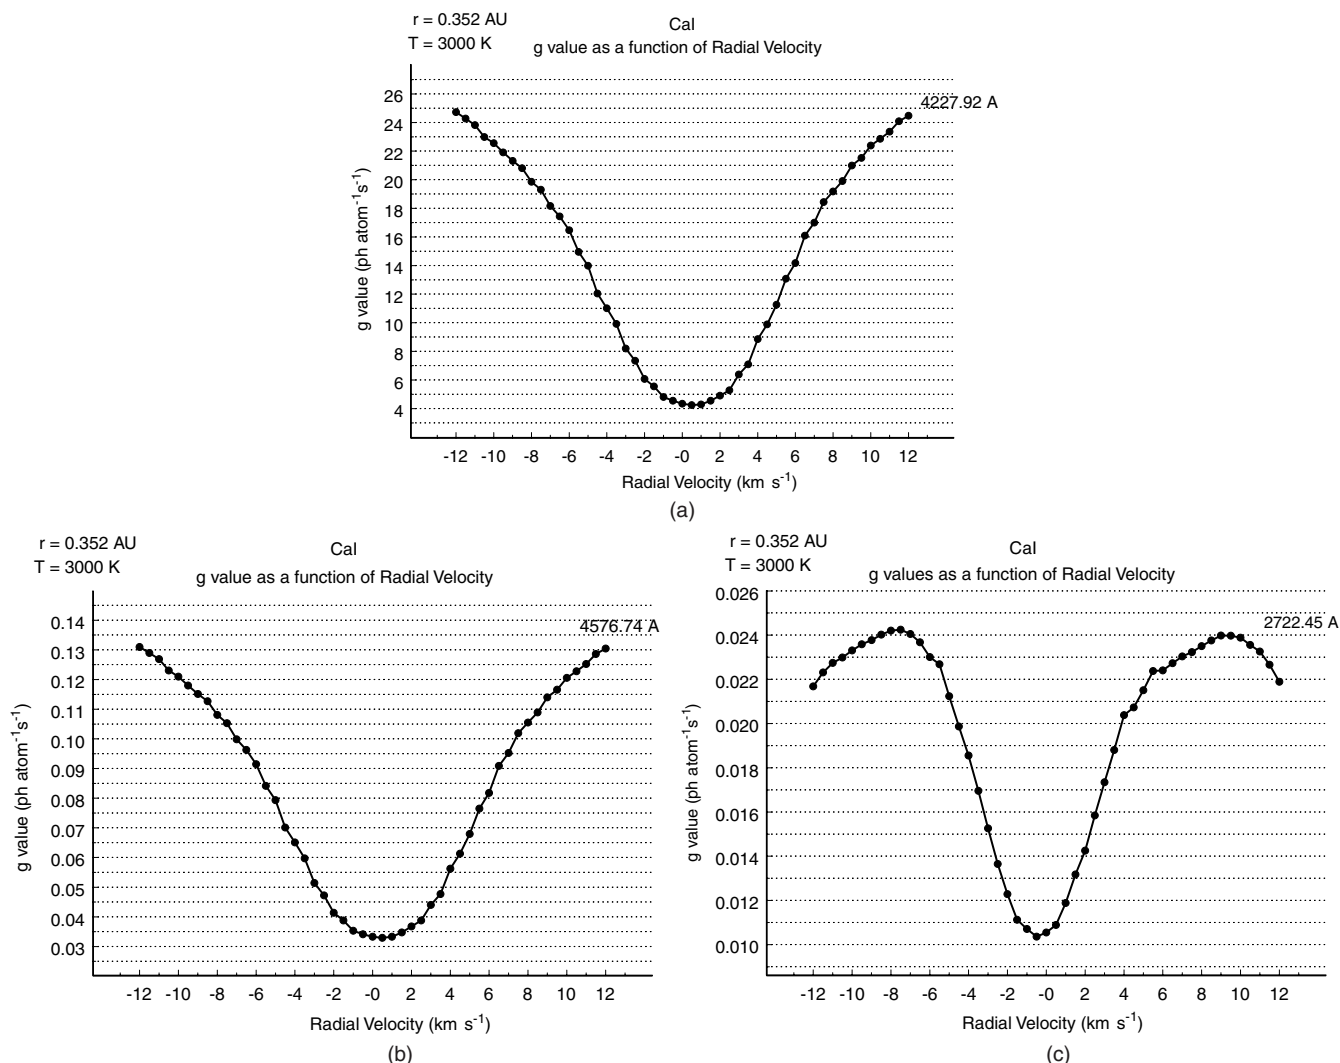 r = 0.352 AU
T = 3000 K
CaI
g value as a function of Radial Velocity
4227.92 A
26
24
22
20
18
16
14
12
10
8
6
4
g value (ph atom⁻¹s⁻¹)
-12 -10 -8 -6 -4 -2 -0 2 4 6 8 10 12
Radial Velocity (km s⁻¹)
(a)
r = 0.352 AU
T = 3000 K
CaI
g value as a function of Radial Velocity
4576.74 A
0.14
0.13
0.12
0.11
0.10
0.09
0.08
0.07
0.06
0.05
0.04
0.03
g value (ph atom⁻¹s⁻¹)
-12 -10 -8 -6 -4 -2 -0 2 4 6 8 10 12
Radial Velocity (km s⁻¹)
(b)
r = 0.352 AU
T = 3000 K
CaI
g values as a function of Radial Velocity
2722.45 A
0.026
0.024
0.022
0.020
0.018
0.016
0.014
0.012
0.010
g value (ph atom⁻¹s⁻¹)
-12 -10 -8 -6 -4 -2 -0 2 4 6 8 10 12
Radial Velocity (km s⁻¹)
(c)